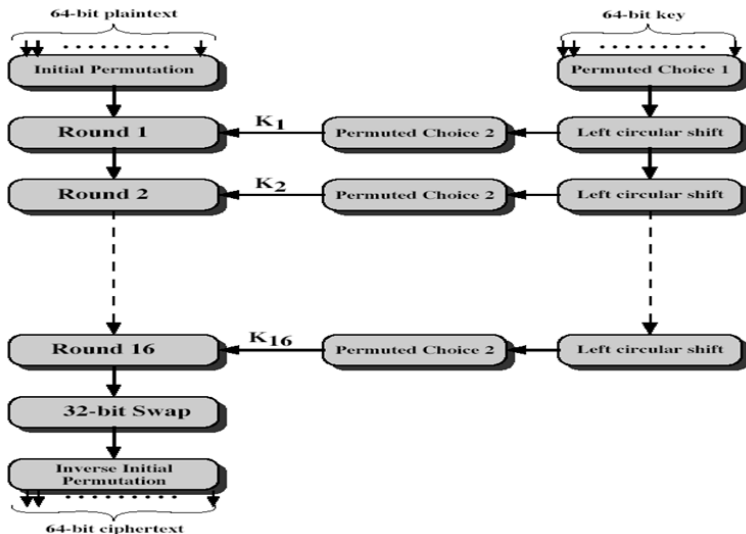 64-bit plaintext
64-bit key
Initial Permutation
Permuted Choice 1
Round 1
K1
Permuted Choice 2
Left circular shift
Round 2
K2
Permuted Choice 2
Left circular shift
Round 16
K16
Permuted Choice 2
Left circular shift
32-bit Swap
Inverse Initial
Permutation
64-bit ciphertext